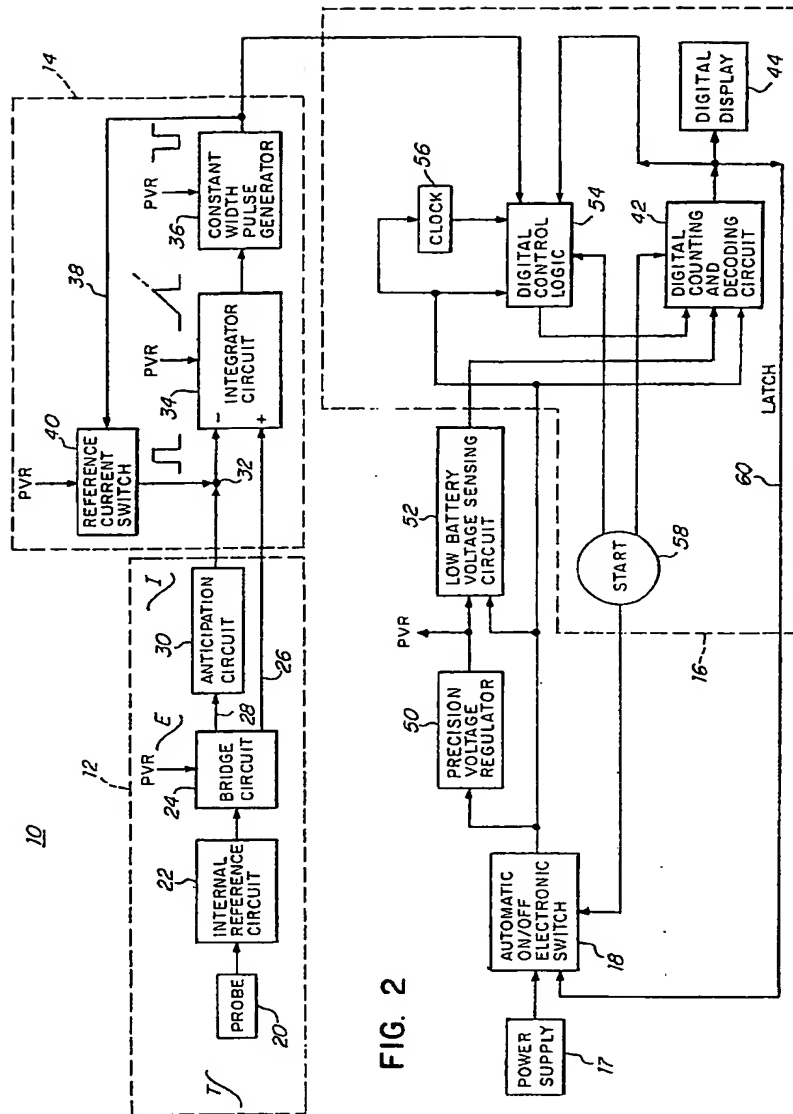 10
12
14
T
PROBE
20
INTERNAL
REFERENCE
CIRCUIT
22
PVR
E
BRIDGE
CIRCUIT
24
28
26
ANTICIPATION
CIRCUIT
30
I
PVR
REFERENCE
CURRENT
SWITCH
40
38
32
-
+
PVR
INTEGRATOR
CIRCUIT
34
PVR
CONSTANT
WIDTH
PULSE
GENERATOR
36
FIG. 2
POWER
SUPPLY
17
AUTOMATIC
ON/OFF
ELECTRONIC
SWITCH
18
PRECISION
VOLTAGE
REGULATOR
50
PVR
LOW BATTERY
VOLTAGE SENSING
CIRCUIT
52
START
58
16
CLOCK
56
DIGITAL
CONTROL
LOGIC
54
DIGITAL
COUNTING
AND
DECODING
CIRCUIT
42
DIGITAL
DISPLAY
44
LATCH
60